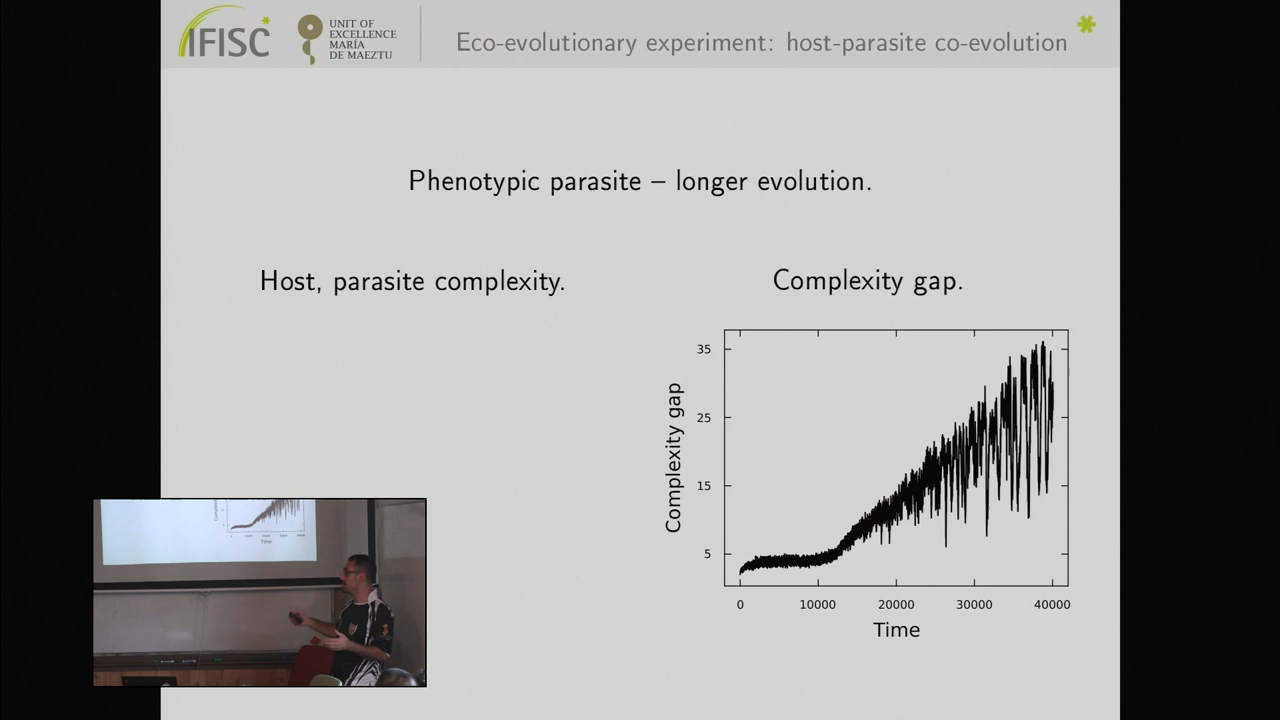 IFISC
UNIT OF
EXCELLENCE
MARÍA
DE MAEZTU
Eco-evolutionary experiment: host-parasite co-evolution
Phenotypic parasite – longer evolution.
Host, parasite complexity.
Complexity gap.
35
25
15
5
Complexity gap
0 10000 20000 30000 40000
Time
Time